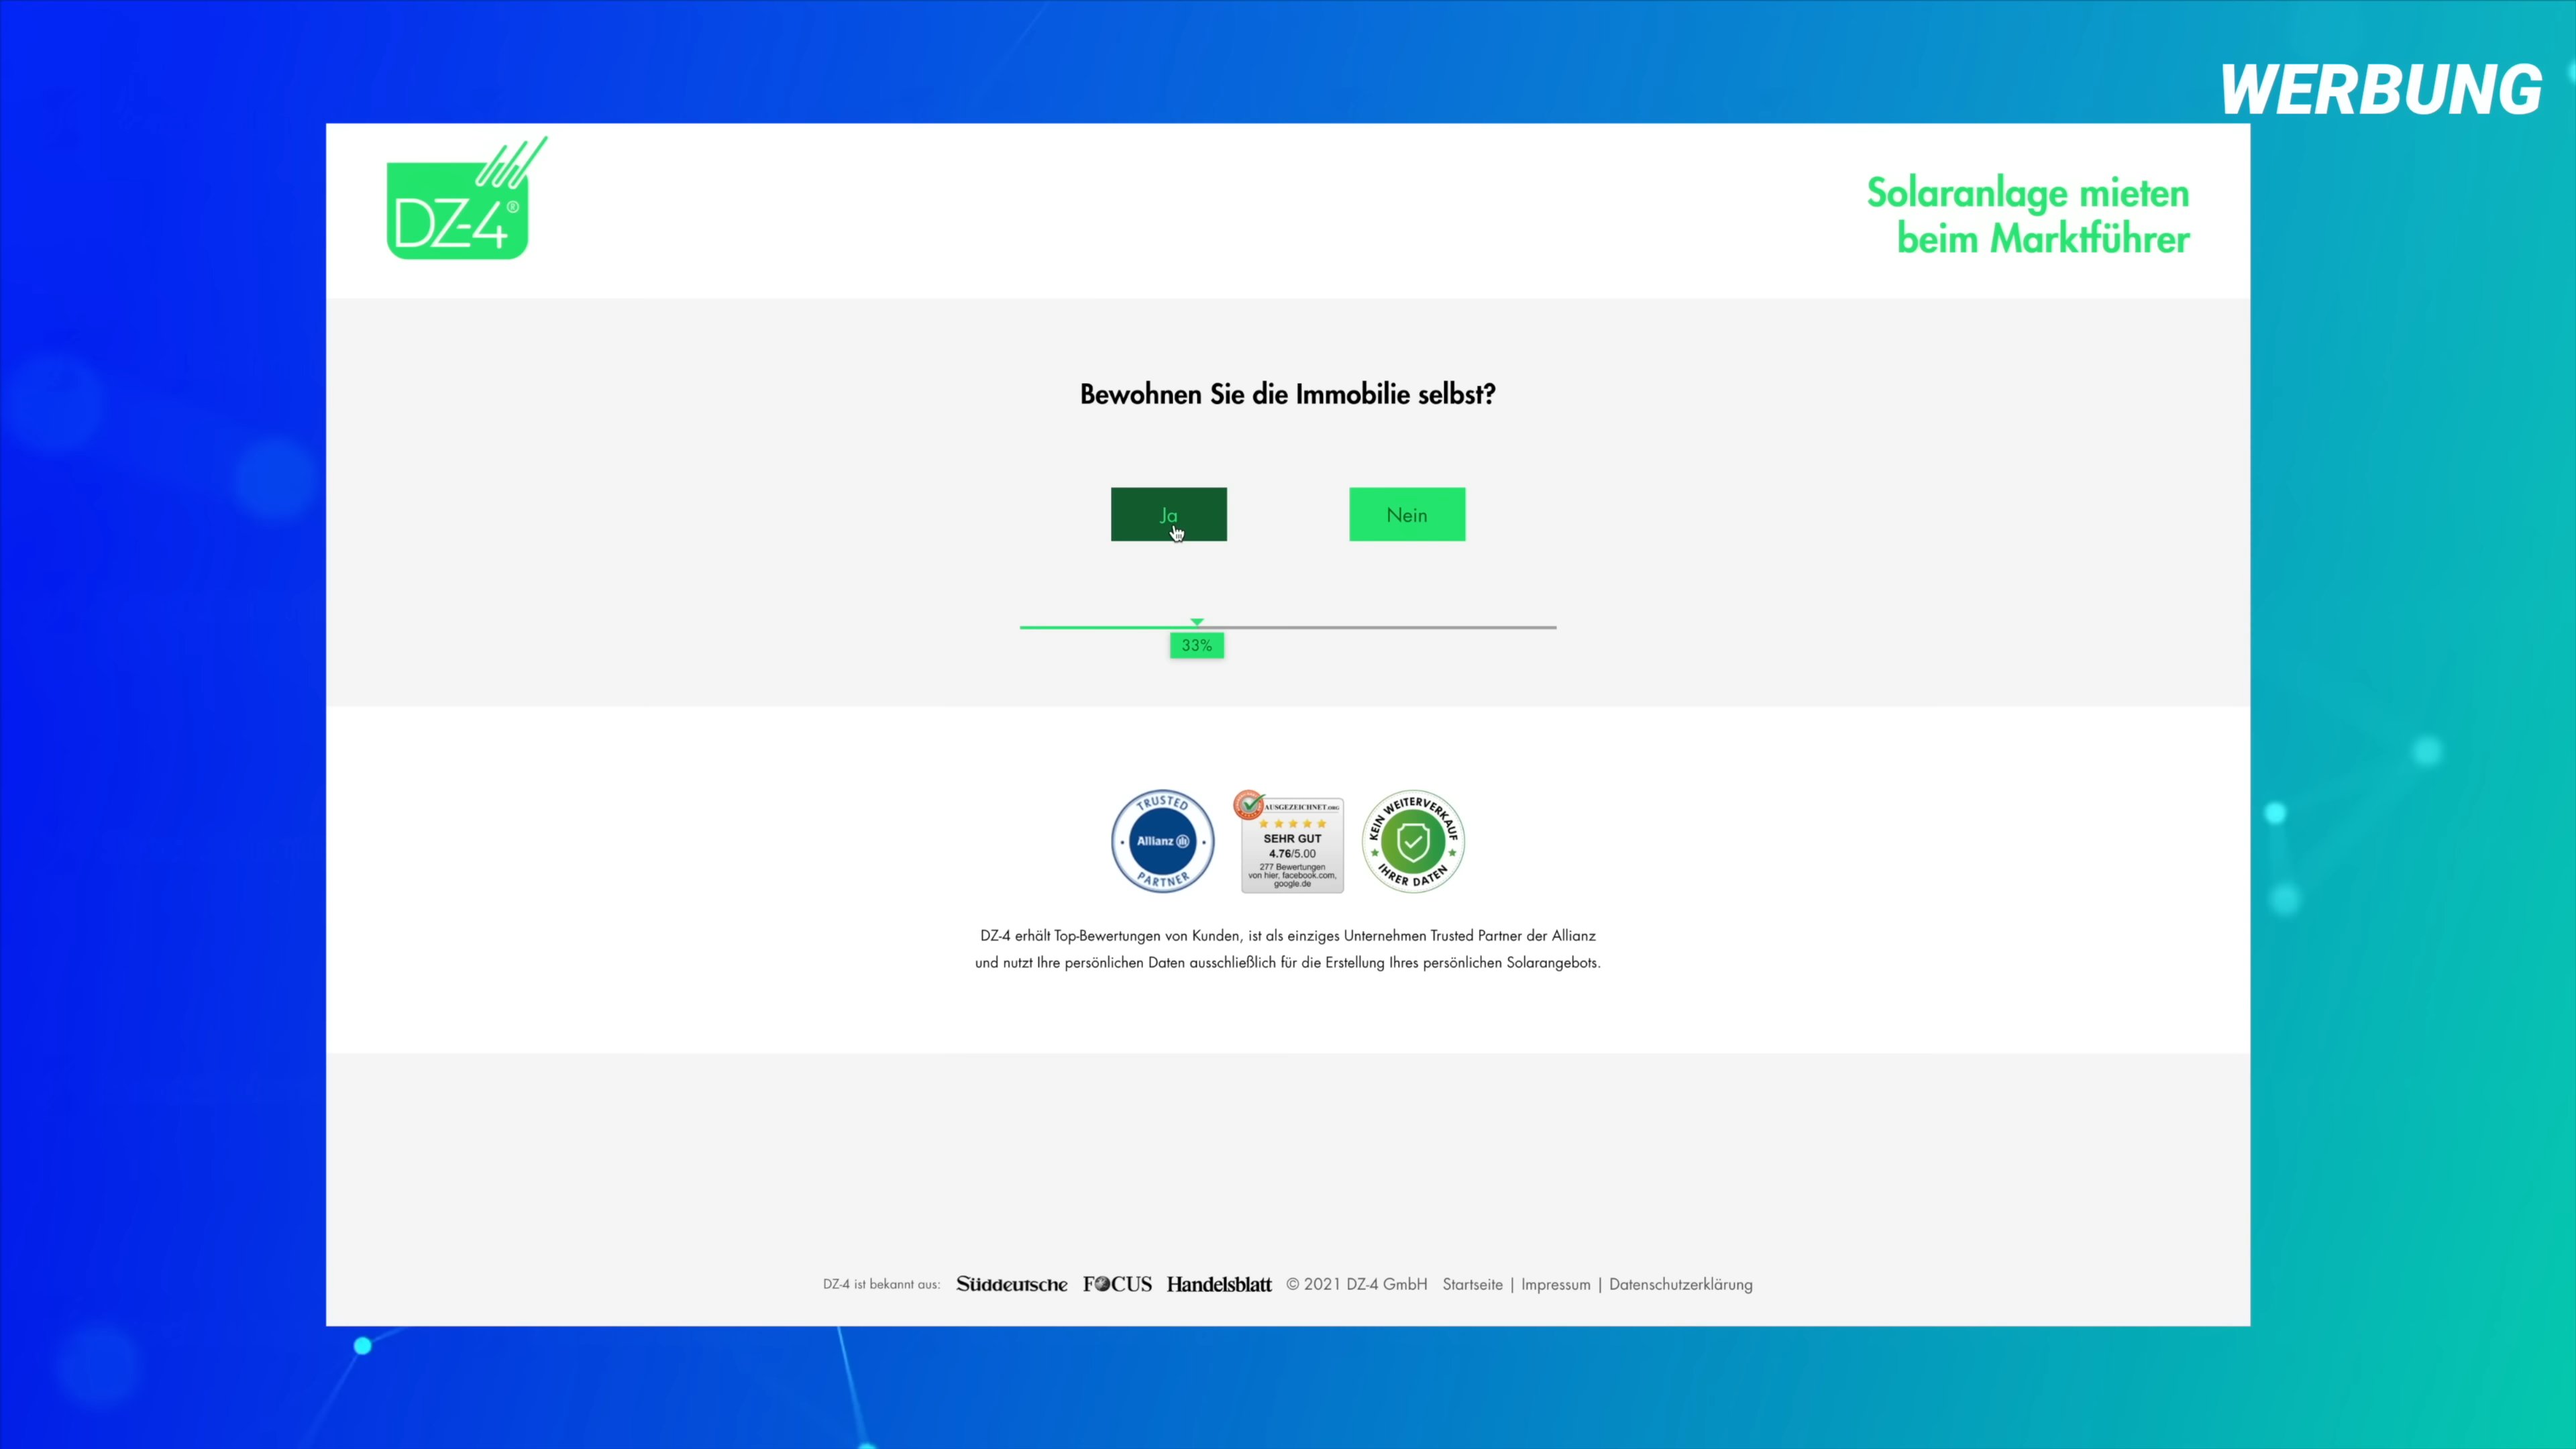 WERBUNG
DZ-4®
Solaranlage mieten
beim Marktführer
Bewohnen Sie die Immobilie selbst?
Ja
Nein
33%
TRUSTED
Allianz
PARTNER
AUSGEZEICHNET.ORG
SEHR GUT
4.76/5.00
277 Bewertungen
von hier, facebook.com,
google.de
KEIN WEITERVERKAUF
IHRER DATEN
DZ-4 erhält Top-Bewertungen von Kunden, ist als einziges Unternehmen Trusted Partner der Allianz
und nutzt Ihre persönlichen Daten ausschließlich für die Erstellung Ihres persönlichen Solarangebots.
DZ-4 ist bekannt aus: Süddeutsche FOCUS Handelsblatt © 2021 DZ-4 GmbH Startseite | Impressum | Datenschutzerklärung